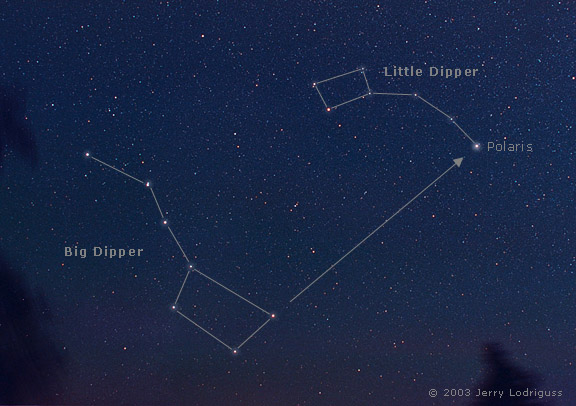 Little Dipper
Polaris
Big Dipper
© 2003 Jerry Lodriguss